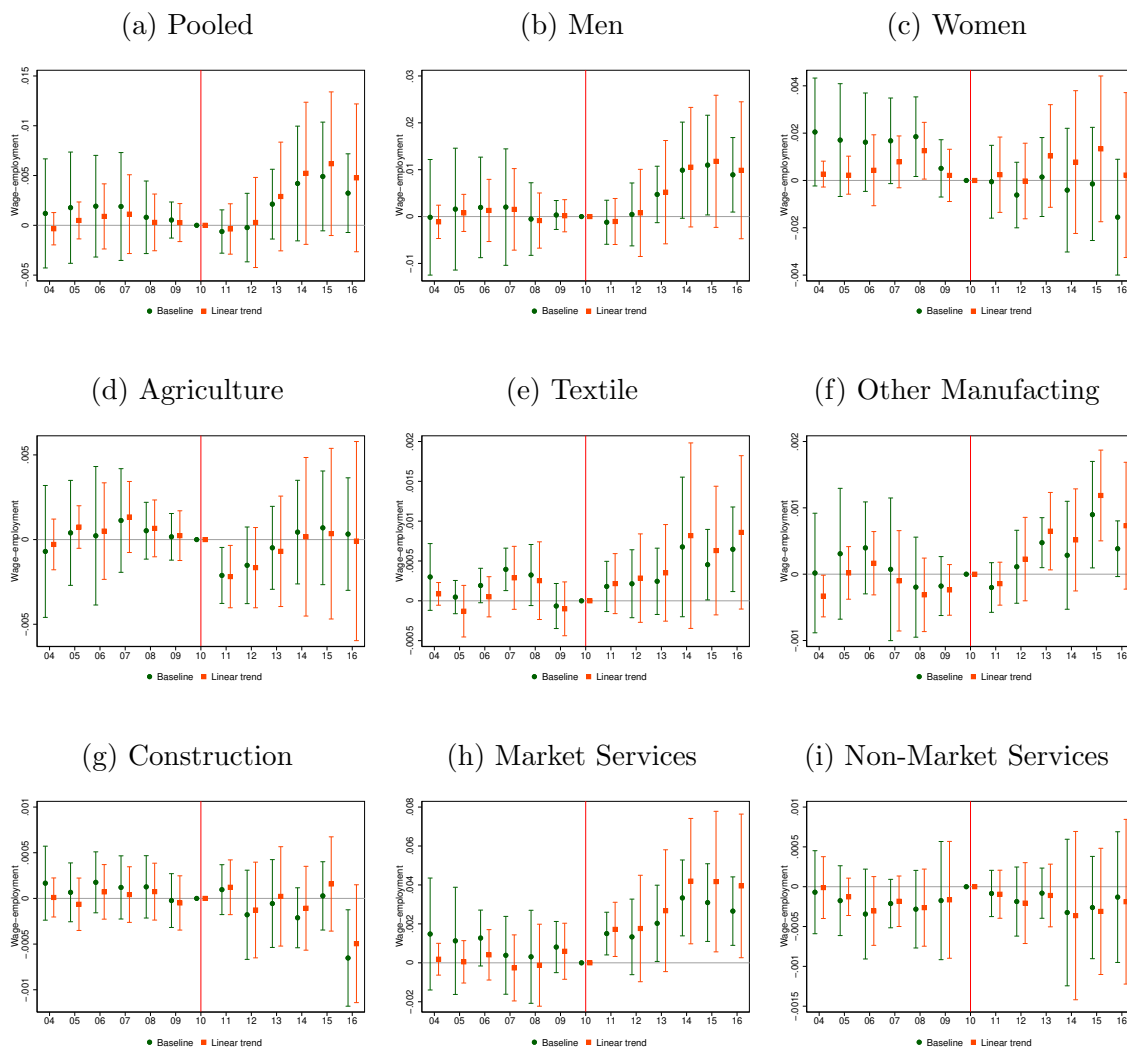 (a) Pooled
(b) Men
(c) Women
Wage-employment
-.005 0 .005 .01 .015
04 05 06 07 08 09 10 11 12 13 14 15 16
Baseline Linear trend
Wage-employment
-.01 0 .01 .02 .03
04 05 06 07 08 09 10 11 12 13 14 15 16
Baseline Linear trend
Wage-employment
-.004 -.002 0 .002 .004
04 05 06 07 08 09 10 11 12 13 14 15 16
Baseline Linear trend
(d) Agriculture
(e) Textile
(f) Other Manufacting
Wage-employment
-.005 0 .005
04 05 06 07 08 09 10 11 12 13 14 15 16
Baseline Linear trend
Wage-employment
-.0005 0 .0005 .001 .0015 .002
04 05 06 07 08 09 10 11 12 13 14 15 16
Baseline Linear trend
Wage-employment
-.001 0 .001 .002
04 05 06 07 08 09 10 11 12 13 14 15 16
Baseline Linear trend
(g) Construction
(h) Market Services
(i) Non-Market Services
Wage-employment
-.001 -.0005 0 .0005 .001
04 05 06 07 08 09 10 11 12 13 14 15 16
Baseline Linear trend
Wage-employment
-.002 0 .002 .004 .006 .08
04 05 06 07 08 09 10 11 12 13 14 15 16
Baseline Linear trend
Wage-employment
-.0015 -.001 -.0005 0 .0005 .001
04 05 06 07 08 09 10 11 12 13 14 15 16
Baseline Linear trend